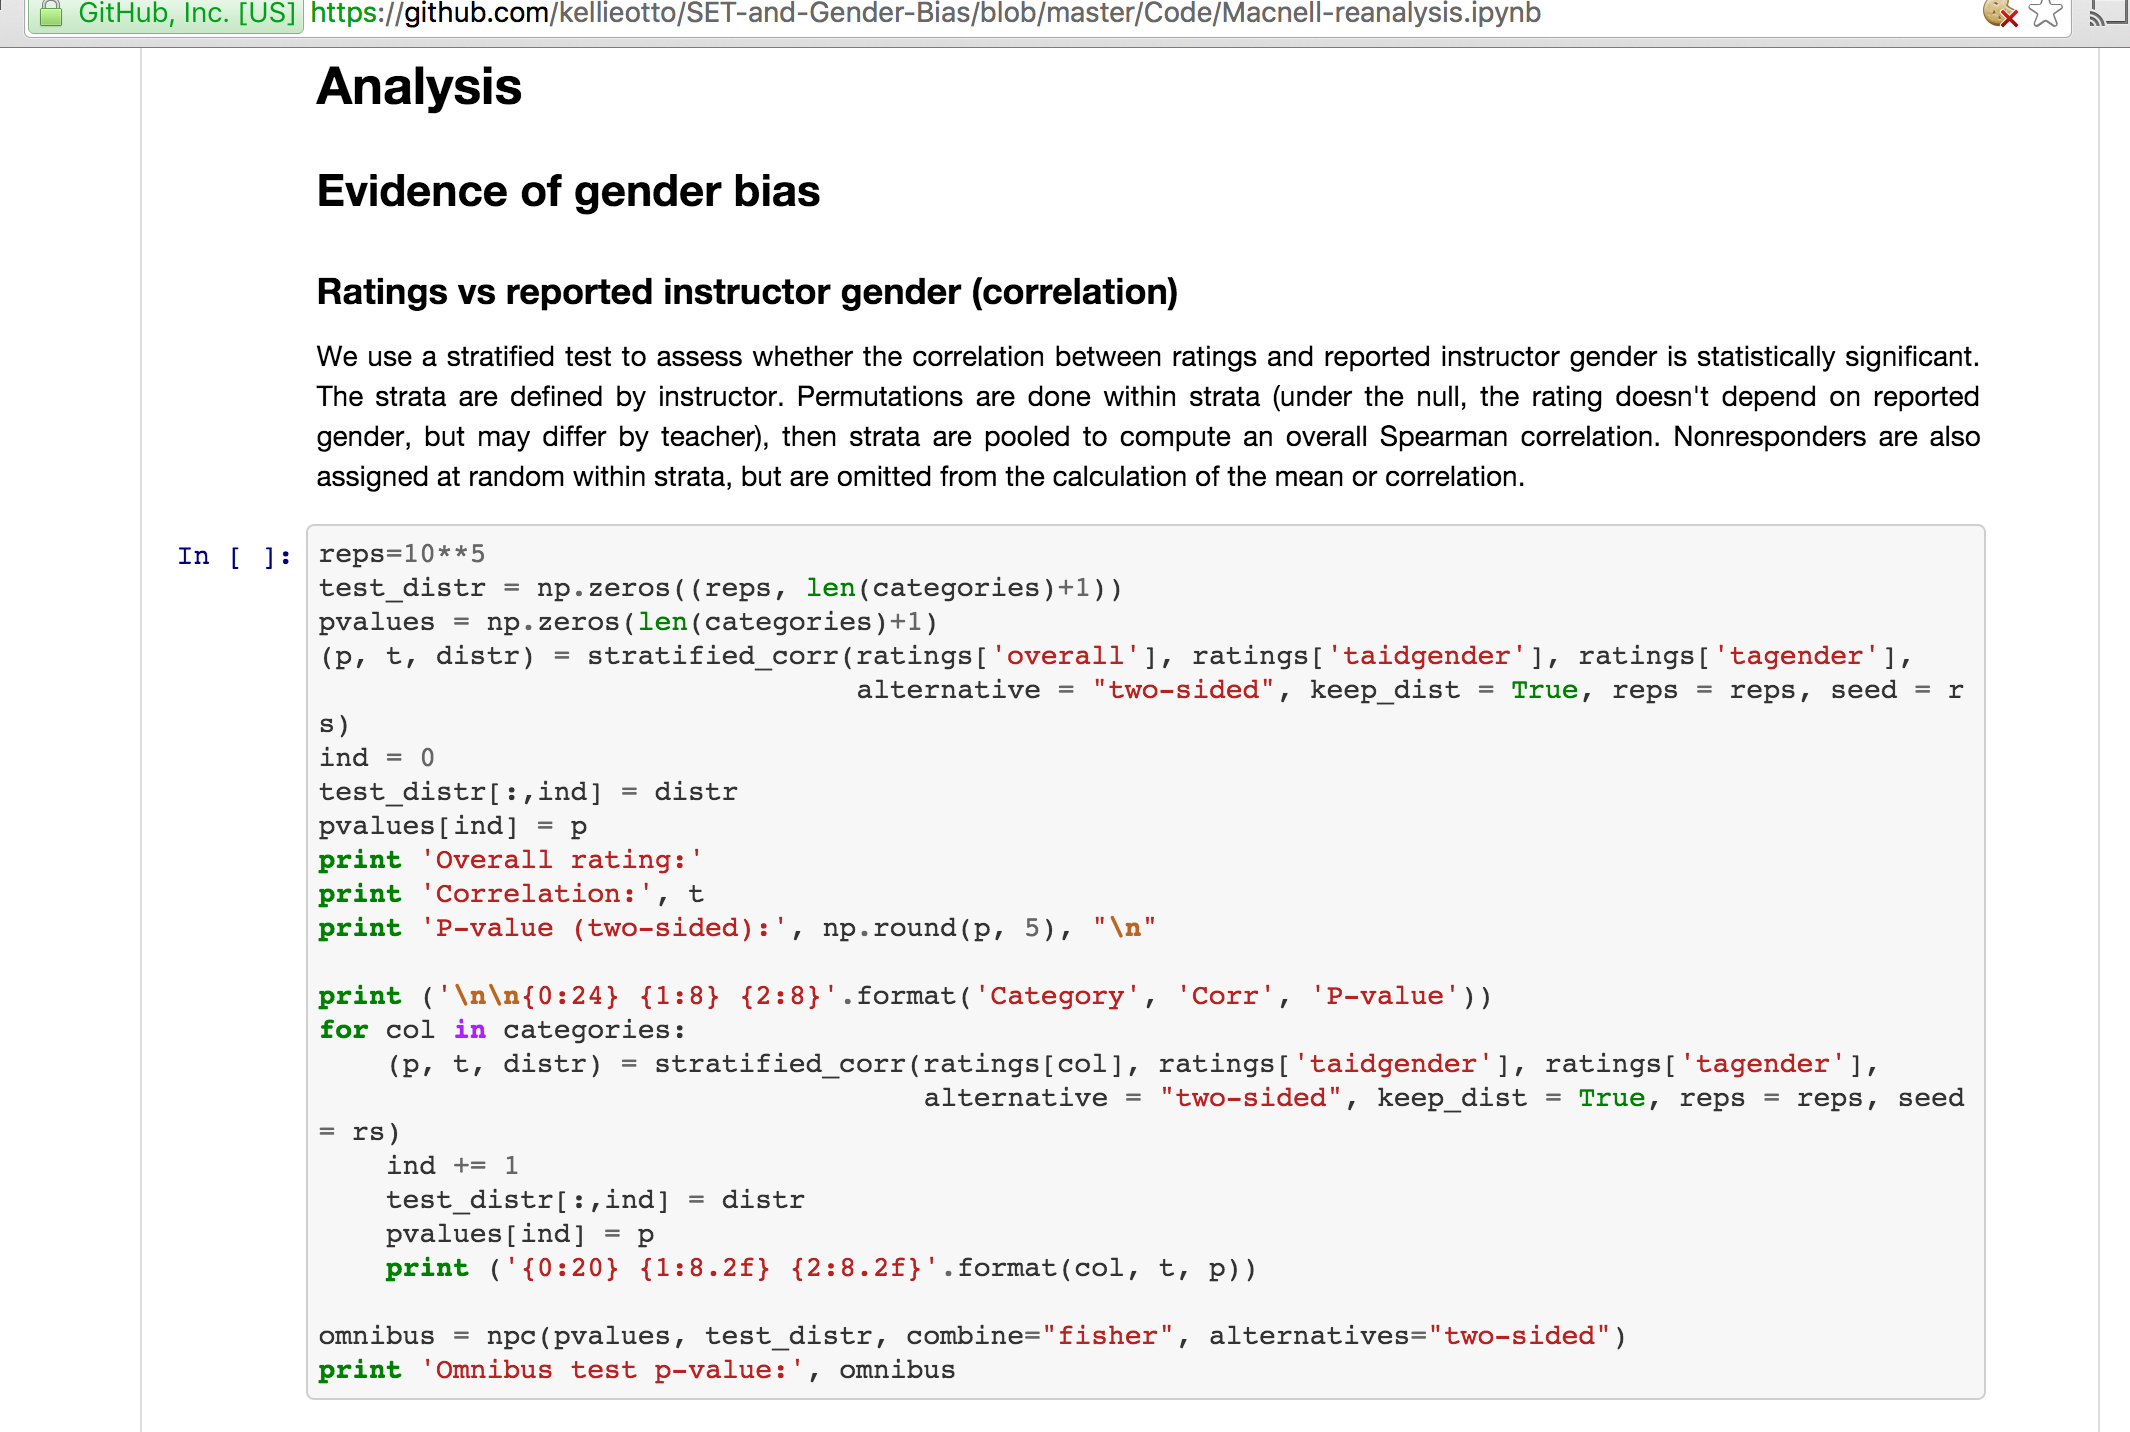 GitHub, Inc. [US] https://github.com/kellieotto/SET-and-Gender-Bias/blob/master/Code/Macnell-reanalysis.ipynb
Analysis
Evidence of gender bias
Ratings vs reported instructor gender (correlation)
We use a stratified test to assess whether the correlation between ratings and reported instructor gender is statistically significant.
The strata are defined by instructor. Permutations are done within strata (under the null, the rating doesn't depend on reported
gender, but may differ by teacher), then strata are pooled to compute an overall Spearman correlation. Nonresponders are also
assigned at random within strata, but are omitted from the calculation of the mean or correlation.
In [ ]: reps=10**5
test_distr = np.zeros((reps, len(categories)+1))
pvalues = np.zeros(len(categories)+1)
(p, t, distr) = stratified_corr(ratings['overall'], ratings['taidgender'], ratings['tagender'],
                                alternative = "two-sided", keep_dist = True, reps = reps, seed = r
s)
ind = 0
test_distr[:,ind] = distr
pvalues[ind] = p
print 'Overall rating:'
print 'Correlation:', t
print 'P-value (two-sided):', np.round(p, 5), "\n"

print ('\n\n{0:24} {1:8} {2:8}'.format('Category', 'Corr', 'P-value'))
for col in categories:
    (p, t, distr) = stratified_corr(ratings[col], ratings['taidgender'], ratings['tagender'],
                                    alternative = "two-sided", keep_dist = True, reps = reps, seed
= rs)
    ind += 1
    test_distr[:,ind] = distr
    pvalues[ind] = p
    print ('{0:20} {1:8.2f} {2:8.2f}'.format(col, t, p))

omnibus = npc(pvalues, test_distr, combine="fisher", alternatives="two-sided")
print 'Omnibus test p-value:', omnibus